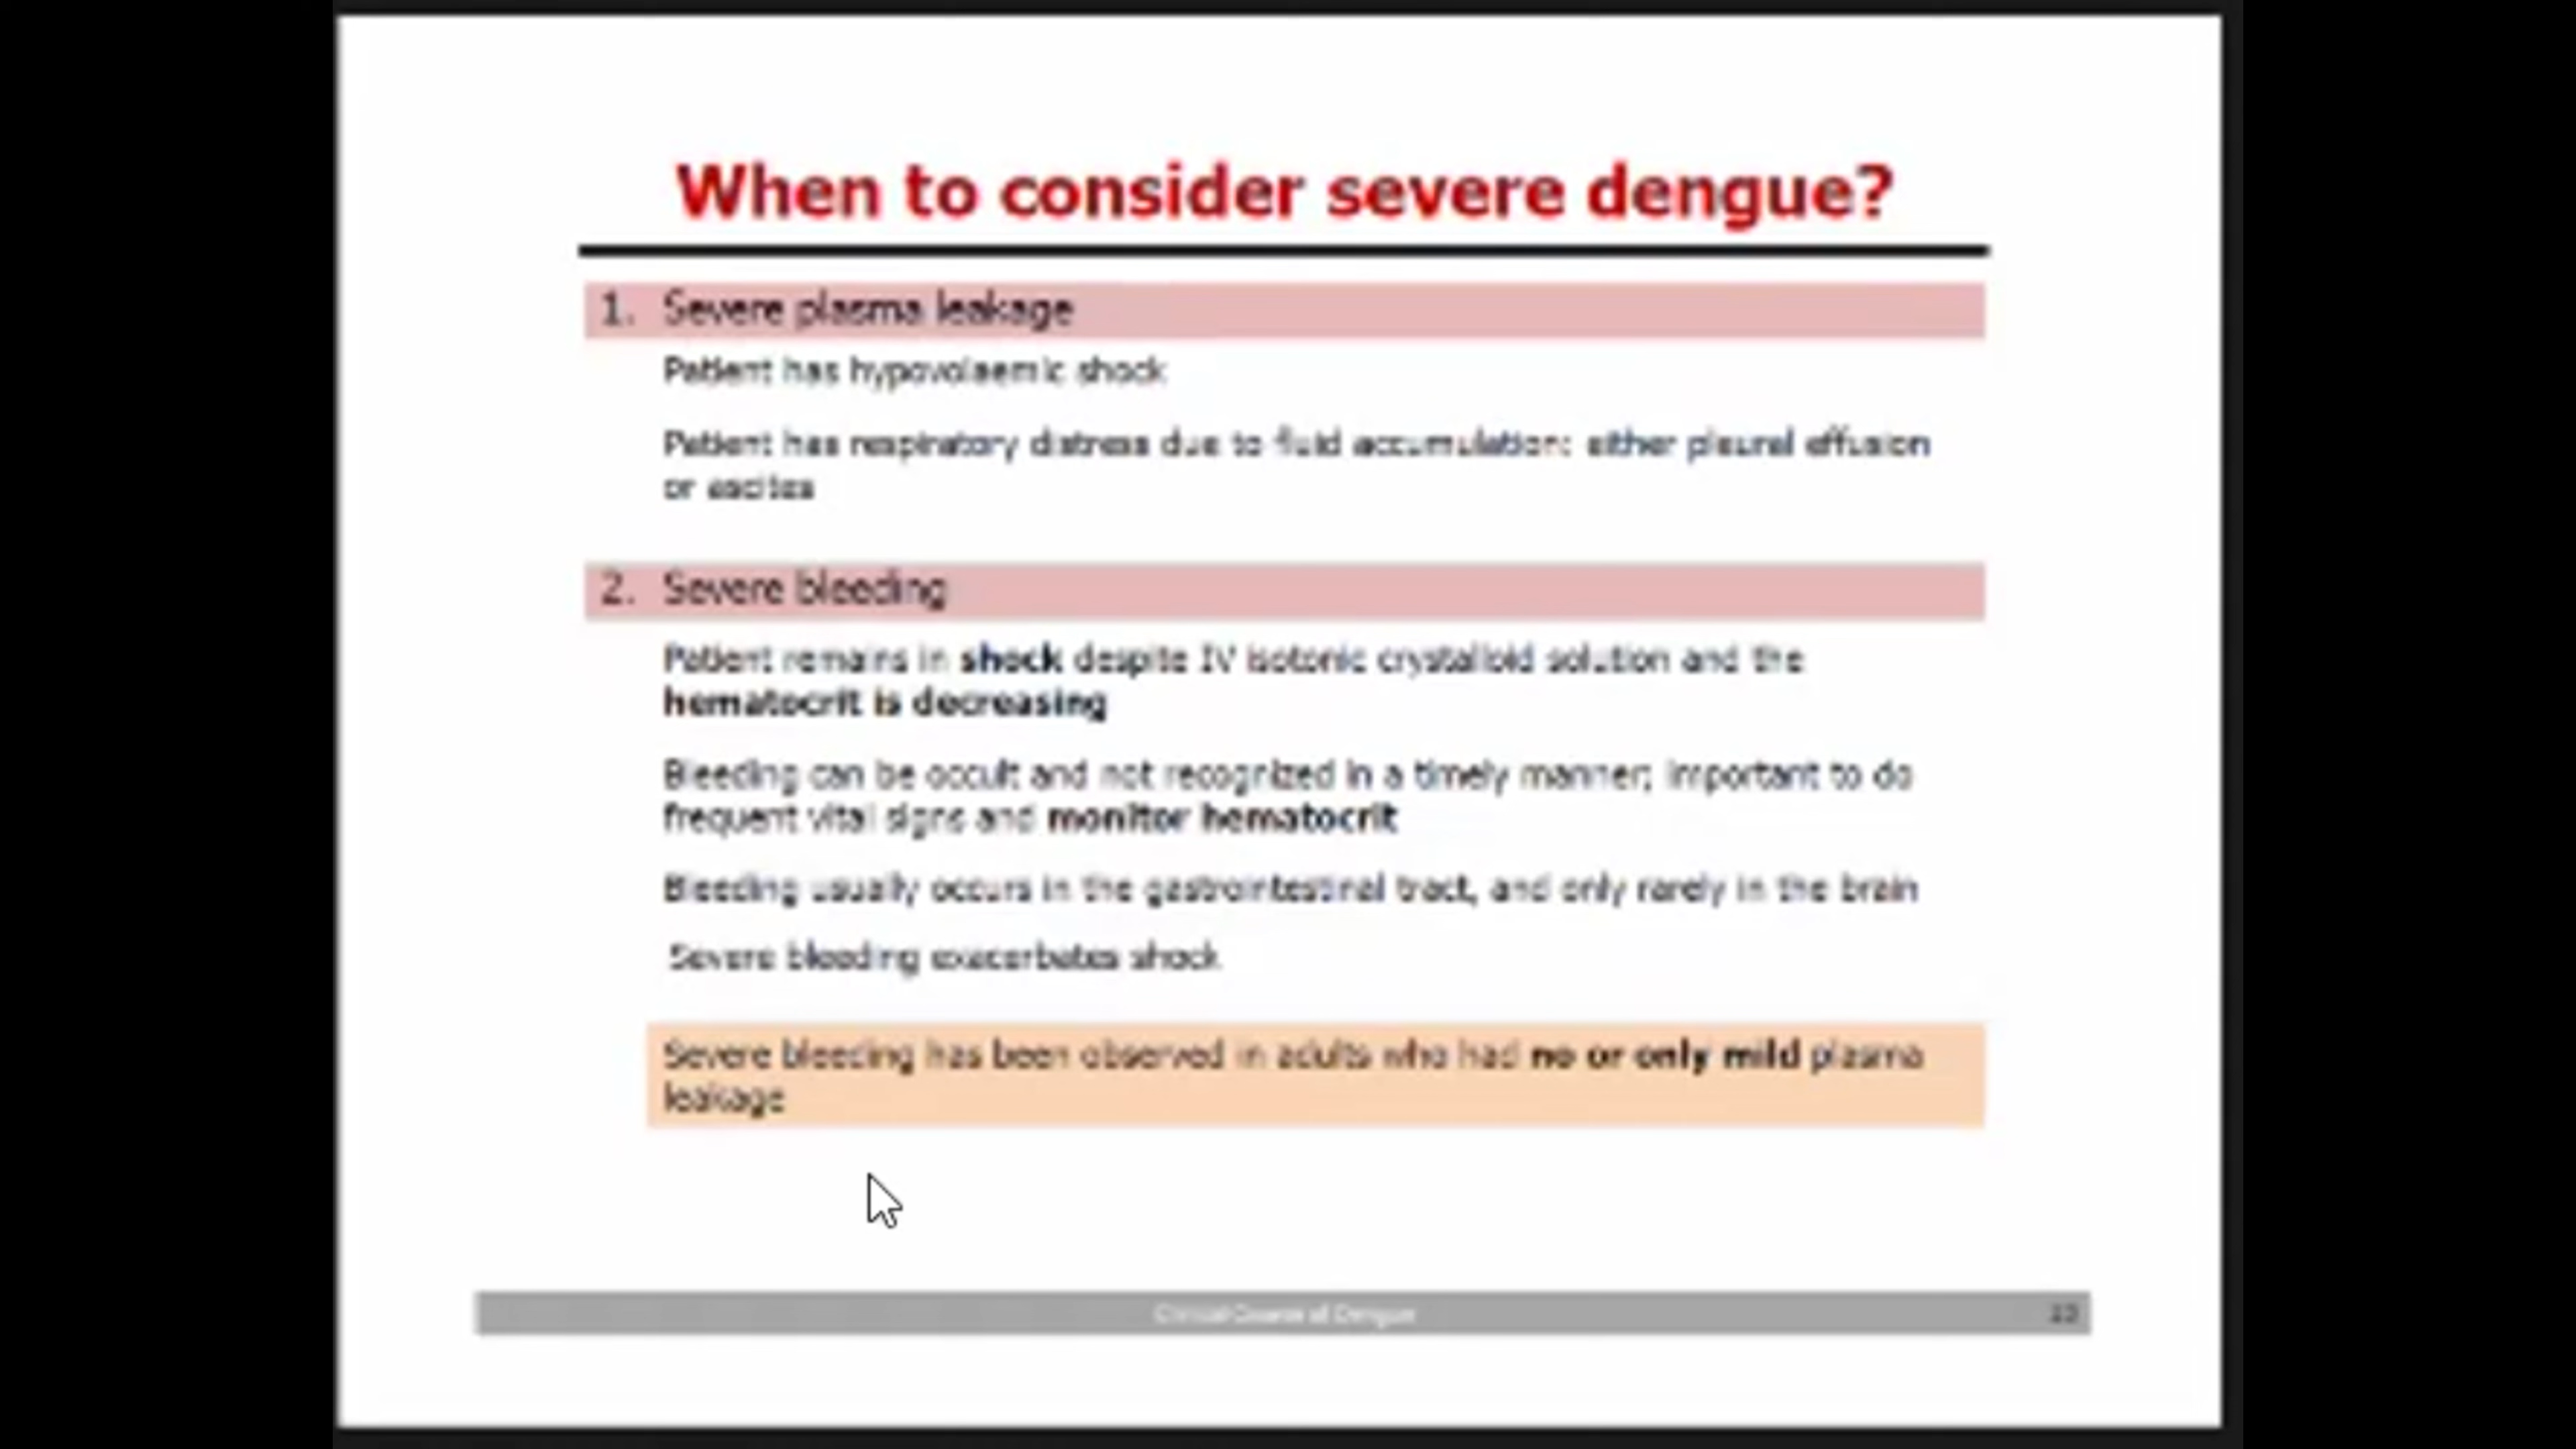 When to consider severe dengue?
1. Severe plasma leakage
Patient has hypovolaemic shock
Patient has respiratory distress due to fluid accumulation: either pleural effusion
or ascites
2. Severe bleeding
Patient remains in shock despite IV isotonic crystalloid solution and the
hematocrit is decreasing
Bleeding can be occult and not recognized in a timely manner; important to do
frequent vital signs and monitor hematocrit
Bleeding usually occurs in the gastrointestinal tract, and only rarely in the brain
Severe bleeding exacerbates shock
Severe bleeding has been observed in adults who had no or only mild plasma
leakage
Clinical Course of Dengue